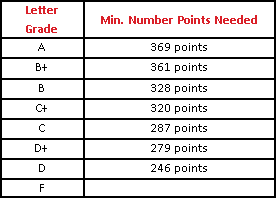 Letter Grade Min. Number Points Needed
A 369 points
B+ 361 points
B 328 points
C+ 320 points
C 287 points
D+ 279 points
D 246 points
F